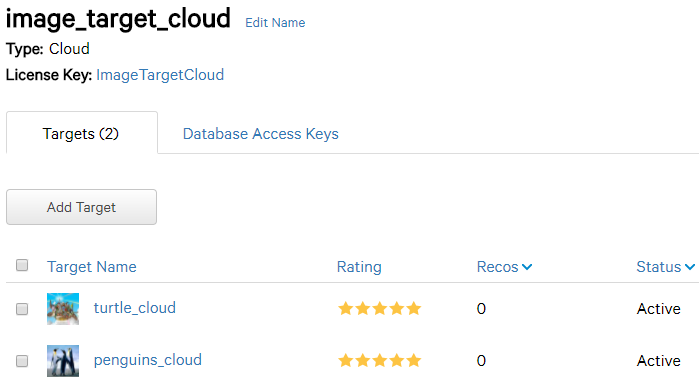 image_target_cloud Edit Name
Type: Cloud
License Key: ImageTargetCloud
Targets (2) Database Access Keys
Add Target
Target Name Rating Recos Status
turtle_cloud 0 Active
penguins_cloud 0 Active